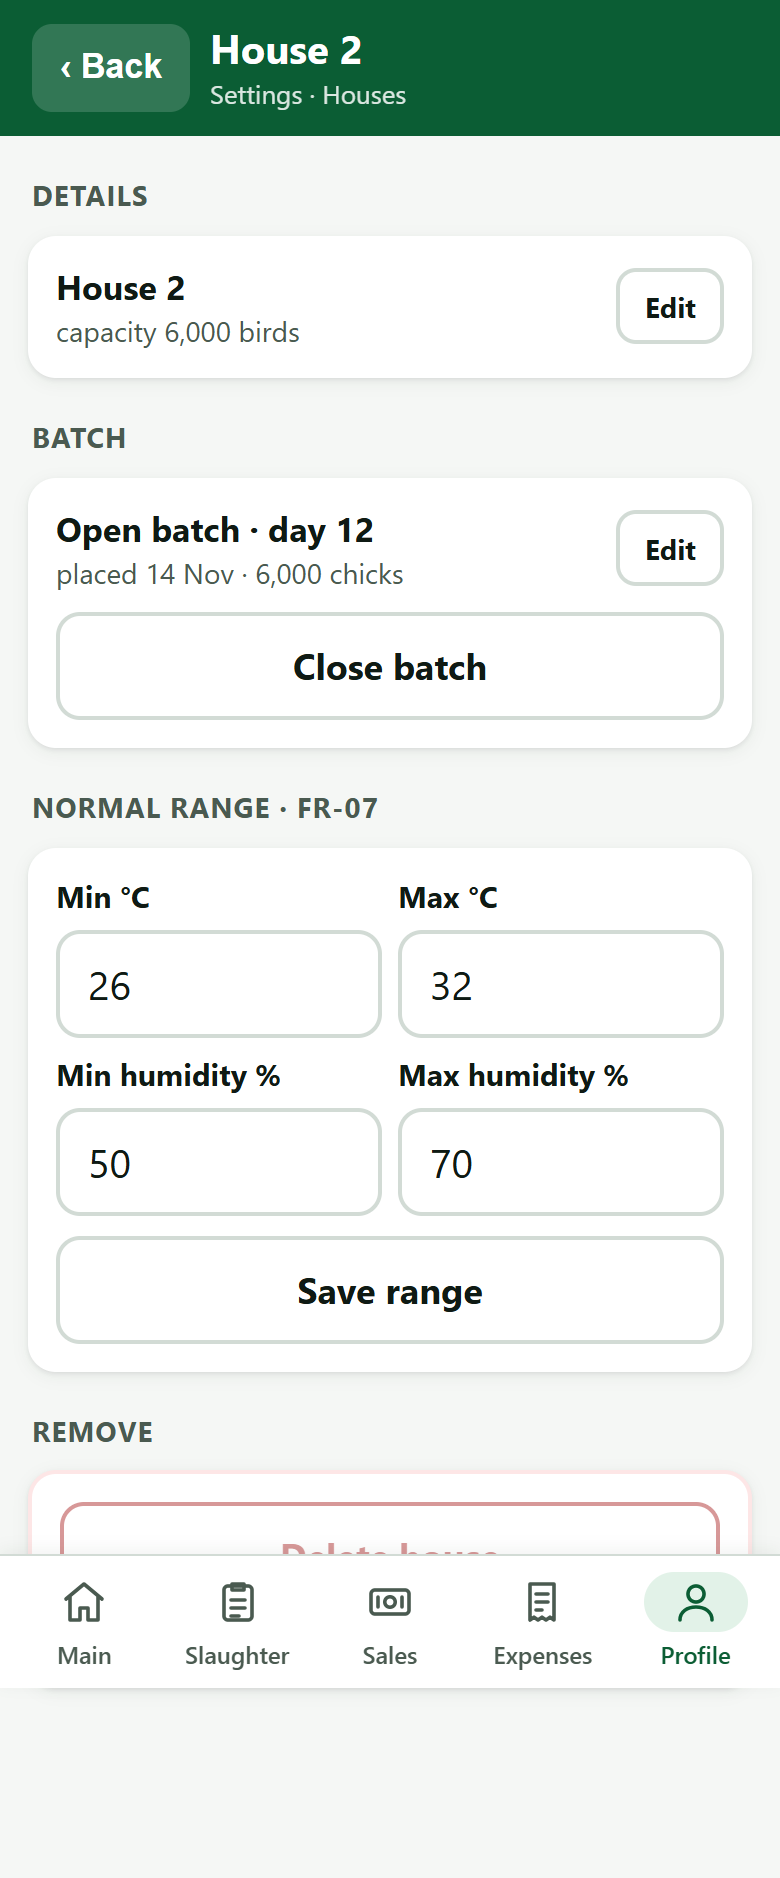 ‹ Back
House 2
Settings · Houses
DETAILS
House 2
capacity 6,000 birds
Edit
BATCH
Open batch · day 12
placed 14 Nov · 6,000 chicks
Edit
Close batch
NORMAL RANGE · FR-07
Min °C
Max °C
26
32
Min humidity %
Max humidity %
50
70
Save range
REMOVE
Delete house
Main
Slaughter
Sales
Expenses
Profile